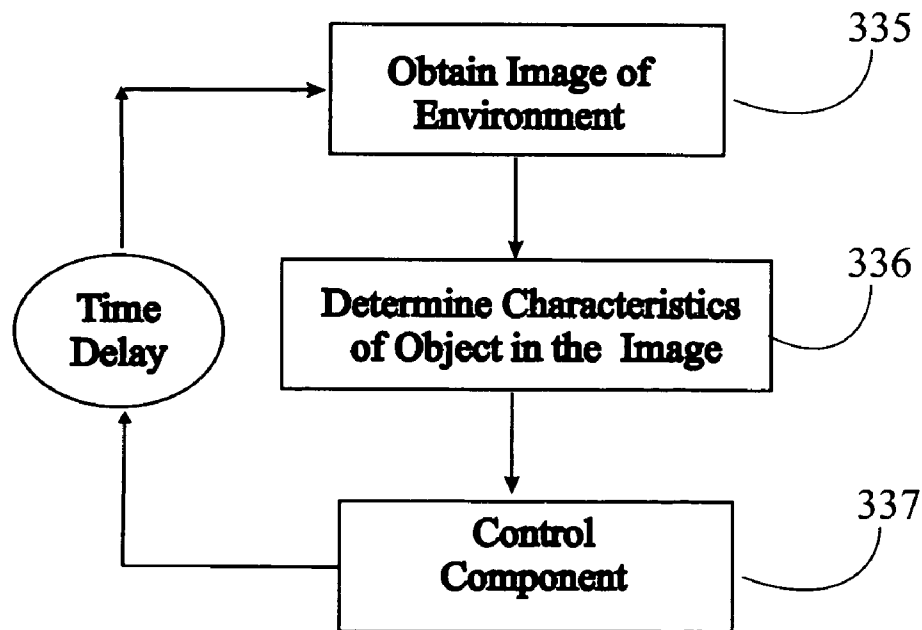 335
Obtain Image of
Environment
336
Time
Delay
Determine Characteristics
of Object in the Image
337
Control
Component